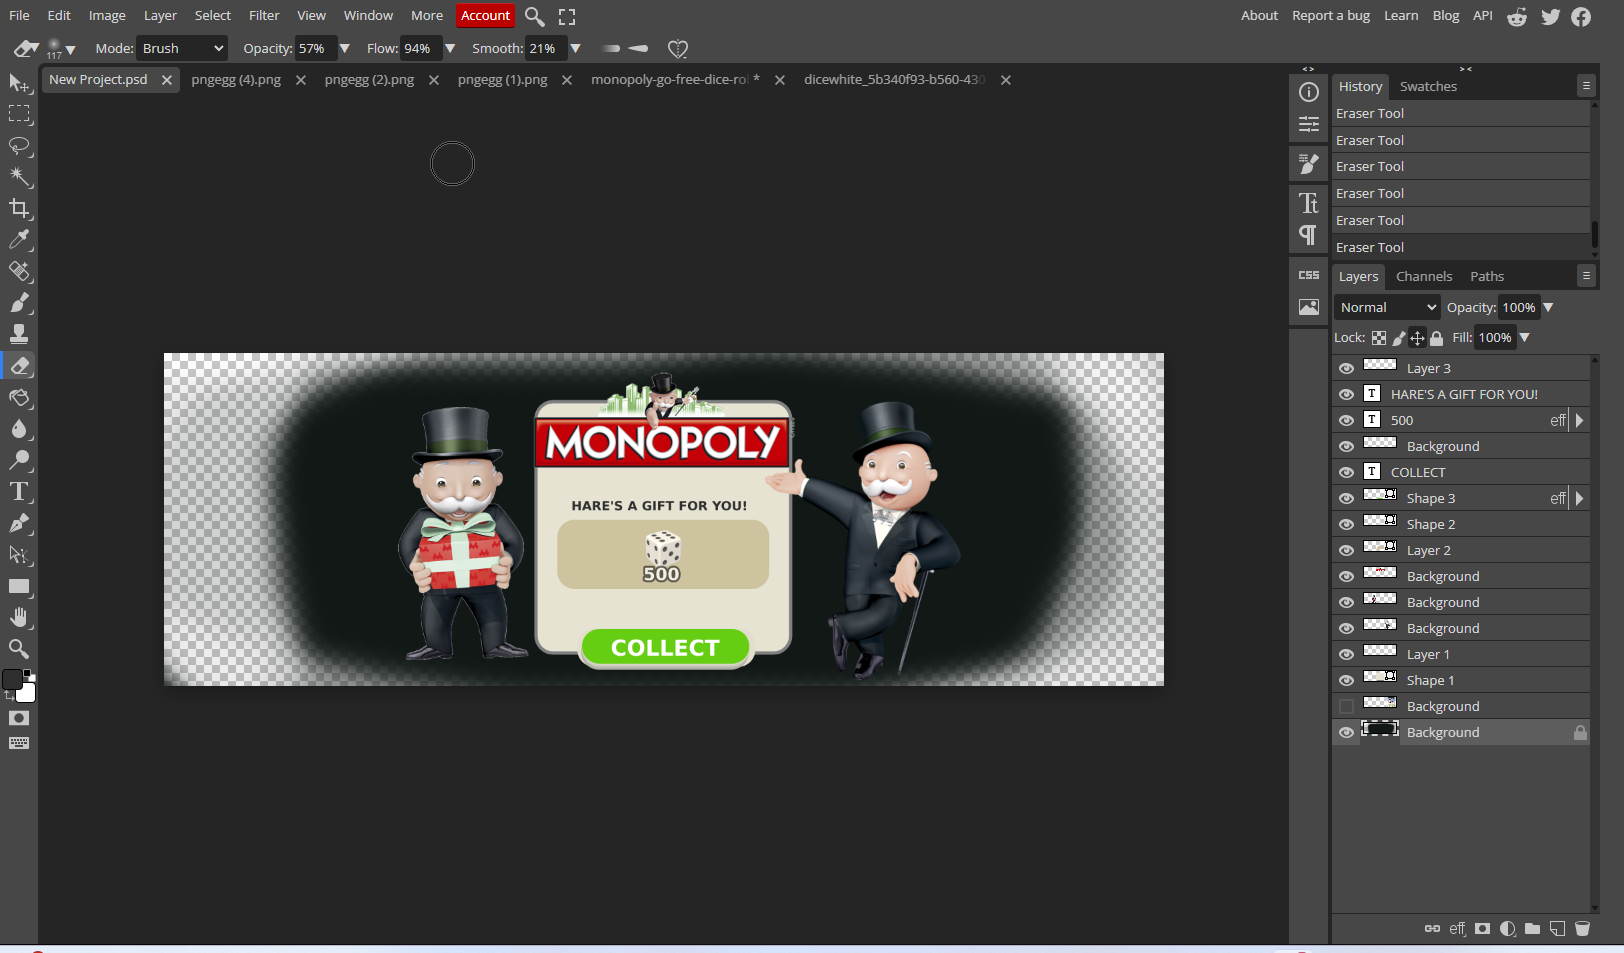 File Edit Image Layer Select Filter View Window More Account About Report a bug Learn Blog API
117 Mode: Brush Opacity: 57% Flow: 94% Smooth: 21%
New Project.psd pngegg (4).png pngegg (2).png pngegg (1).png monopoly-go-free-dice-rol * dicewhite_5b340f93-b560-430
History Swatches
Eraser Tool
Eraser Tool
Eraser Tool
Eraser Tool
Eraser Tool
Eraser Tool
Layers Channels Paths
Normal Opacity: 100%
Lock: Fill: 100%
Layer 3
HARE'S A GIFT FOR YOU!
500 eff
Background
COLLECT
Shape 3 eff
Shape 2
Layer 2
Background
Background
Background
Layer 1
Shape 1
Background
Background
CSS
eff
MONOPOLY
HARE'S A GIFT FOR YOU!
500
COLLECT